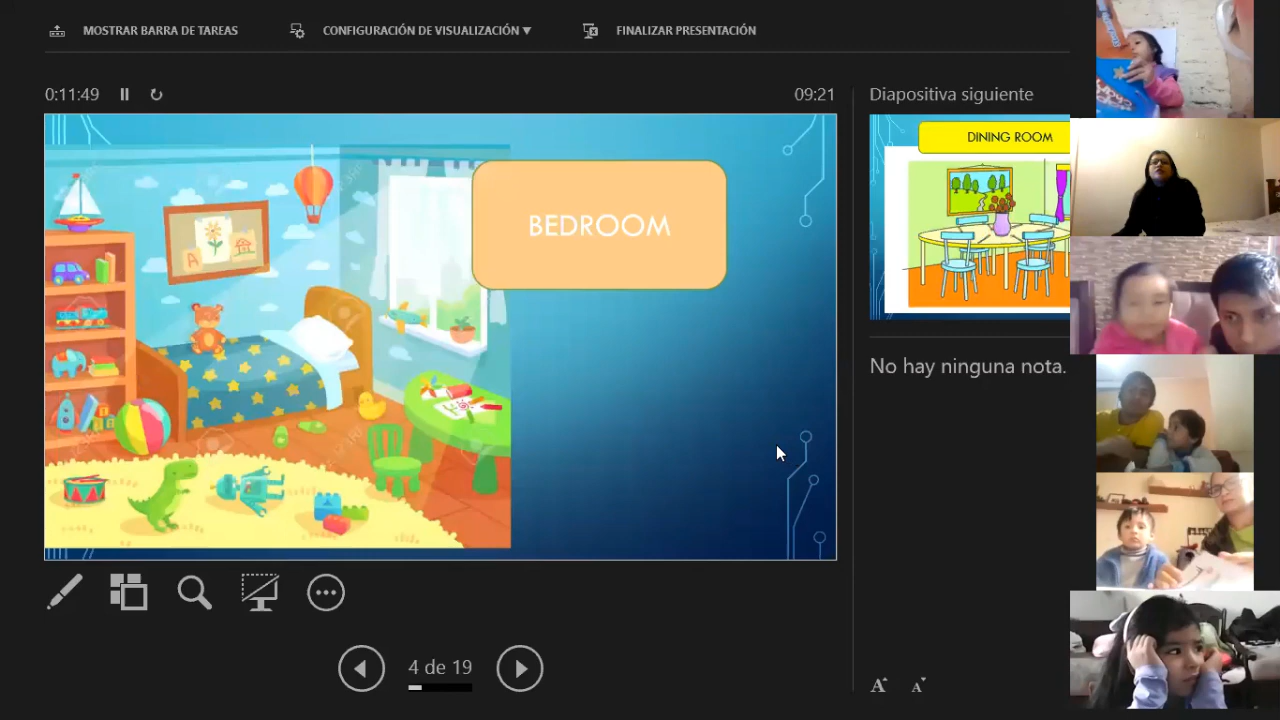 MOSTRAR BARRA DE TAREAS
CONFIGURACIÓN DE VISUALIZACIÓN ▼
FINALIZAR PRESENTACIÓN
0:11:49
09:21
Diapositiva siguiente
BEDROOM
A
DINING ROOM
No hay ninguna nota.
4 de 19
A A